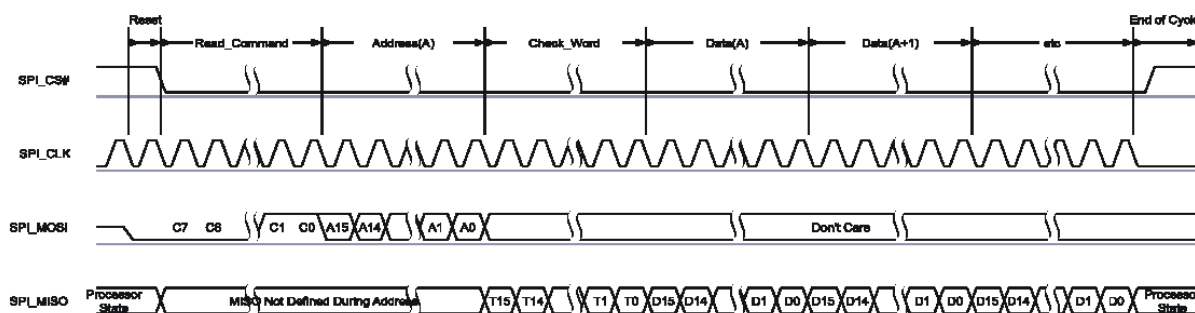 Reset
End of Cycle
Read_Command Address(A) Check_Word Data(A) Data(A+1) etc
SPI_CS#
SPI_CLK
SPI_MOSI C7 C6 C1 C0 A15 A14 A1 A0 Don't Care
SPI_MISO Processor State MISO Not Defined During Address T15 T14 T1 T0 D15 D14 D1 D0 D15 D14 D1 D0 D15 D14 D1 D0 Processor State